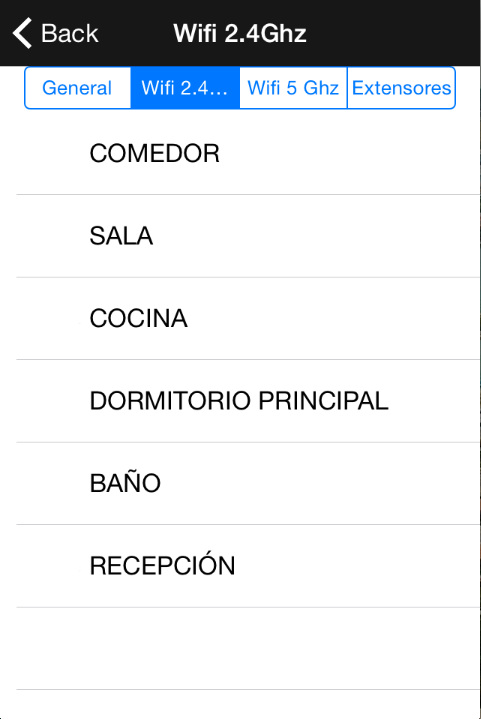 Back
Wifi 2.4Ghz
General
Wifi 2.4...
Wifi 5 Ghz
Extensores
COMEDOR
SALA
COCINA
DORMITORIO PRINCIPAL
BAÑO
RECEPCIÓN